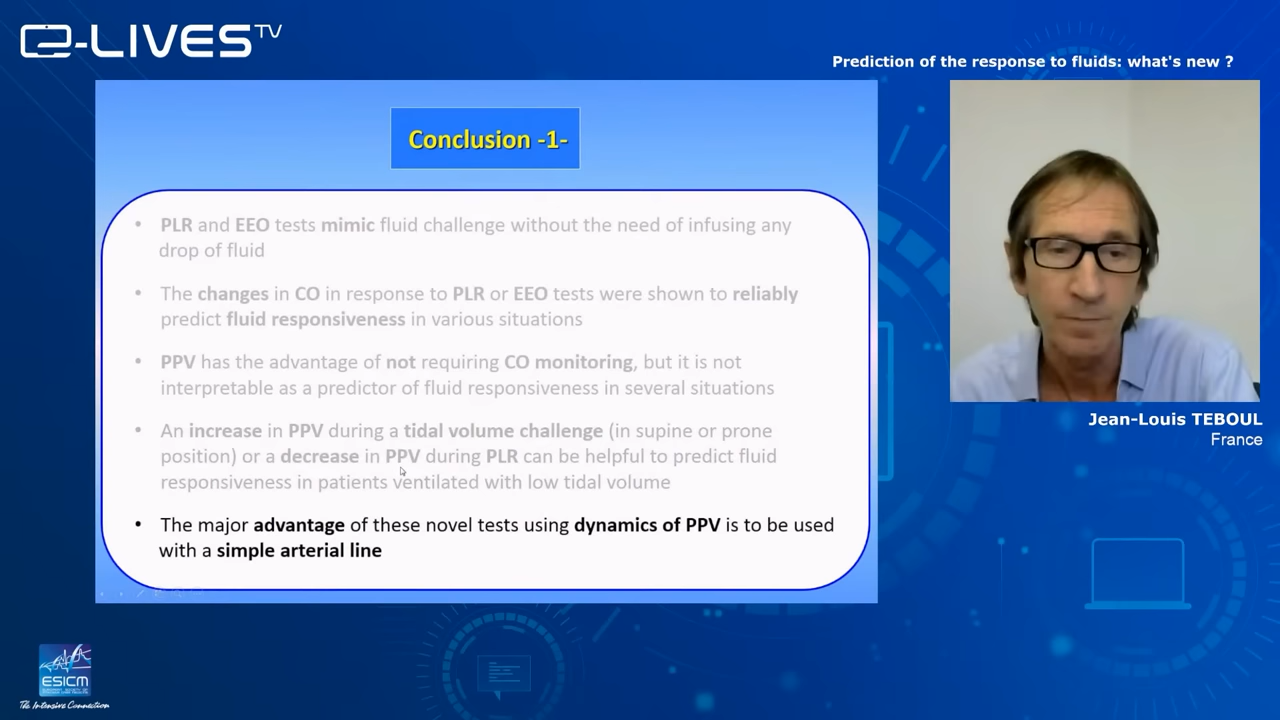 e-LIVES TV
Prediction of the response to fluids: what's new ?
Conclusion -1-
• PLR and EEO tests mimic fluid challenge without the need of infusing any
drop of fluid
• The changes in CO in response to PLR or EEO tests were shown to reliably
predict fluid responsiveness in various situations
• PPV has the advantage of not requiring CO monitoring, but it is not
interpretable as a predictor of fluid responsiveness in several situations
• An increase in PPV during a tidal volume challenge (in supine or prone
position) or a decrease in PPV during PLR can be helpful to predict fluid
responsiveness in patients ventilated with low tidal volume
• The major advantage of these novel tests using dynamics of PPV is to be used
with a simple arterial line
Jean-Louis TEBOUL
France
ESICM
The Intensive Connection